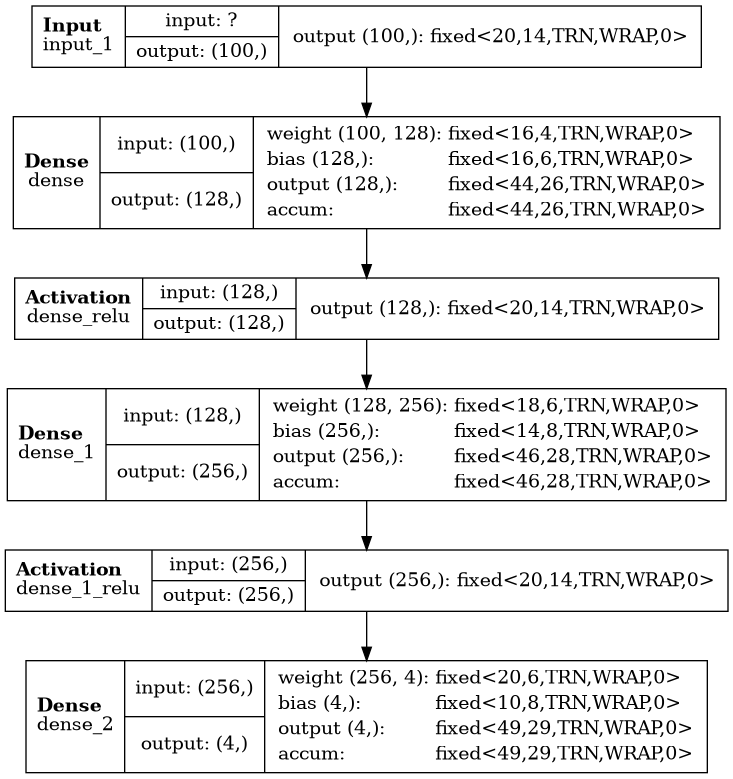 Input
input_1
input: ?
output: (100,)
output (100,): fixed<20,14,TRN,WRAP,0>
Dense
dense
input: (100,)
output: (128,)
weight (100, 128): fixed<16,4,TRN,WRAP,0>
bias (128,): fixed<16,6,TRN,WRAP,0>
output (128,): fixed<44,26,TRN,WRAP,0>
accum: fixed<44,26,TRN,WRAP,0>
Activation
dense_relu
input: (128,)
output: (128,)
output (128,): fixed<20,14,TRN,WRAP,0>
Dense
dense_1
input: (128,)
output: (256,)
weight (128, 256): fixed<18,6,TRN,WRAP,0>
bias (256,): fixed<14,8,TRN,WRAP,0>
output (256,): fixed<46,28,TRN,WRAP,0>
accum: fixed<46,28,TRN,WRAP,0>
Activation
dense_1_relu
input: (256,)
output: (256,)
output (256,): fixed<20,14,TRN,WRAP,0>
Dense
dense_2
input: (256,)
output: (4,)
weight (256, 4): fixed<20,6,TRN,WRAP,0>
bias (4,): fixed<10,8,TRN,WRAP,0>
output (4,): fixed<49,29,TRN,WRAP,0>
accum: fixed<49,29,TRN,WRAP,0>